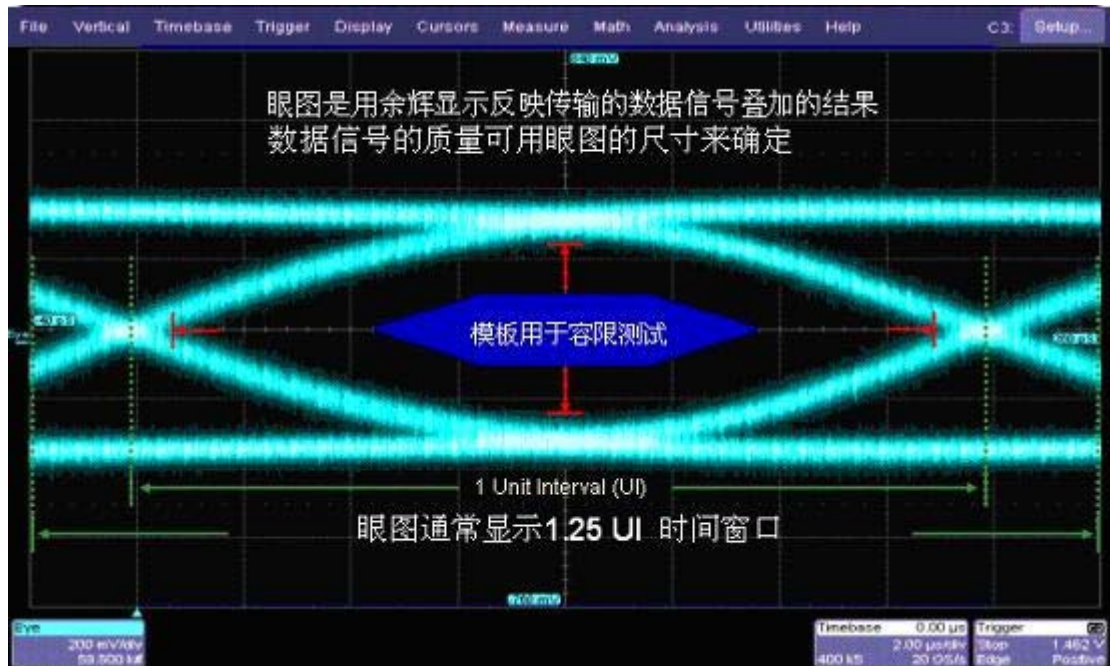 File Vertical Timebase Trigger Display Cursors Measure Math Analysis Utilities Help C3: Setup...
眼图是用余辉显示反映传输的数据信号叠加的结果
数据信号的质量可用眼图的尺寸来确定
模板用于容限测试
1 Unit Interval (UI)
眼图通常显示1.25 UI 时间窗口
-700 mV
Eye
200 mV/div
Timebase 0.00 µs
2.00 µs/div
400 kS 20 GS/s
Trigger
Stop 1.462 V
Edge Positive